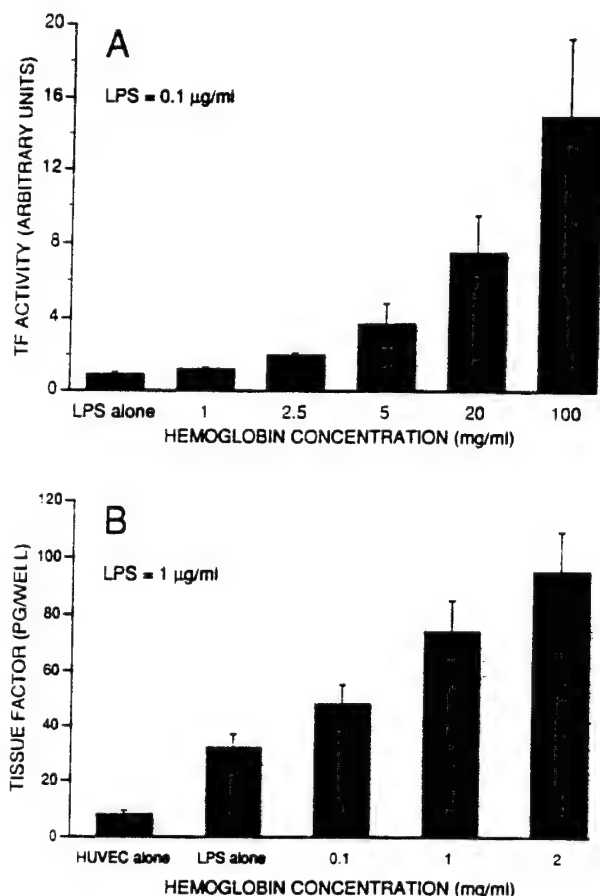 20
16
12
8
4
0
TF ACTIVITY (ARBITRARY UNITS)
A
LPS = 0.1 µg/ml
LPS alone 1 2.5 5 20 100
HEMOGLOBIN CONCENTRATION (mg/ml)
120
100
80
60
40
20
0
TISSUE FACTOR (PG/WELL)
B
LPS = 1 µg/ml
HUVEC alone LPS alone 0.1 1 2
HEMOGLOBIN CONCENTRATION (mg/ml)